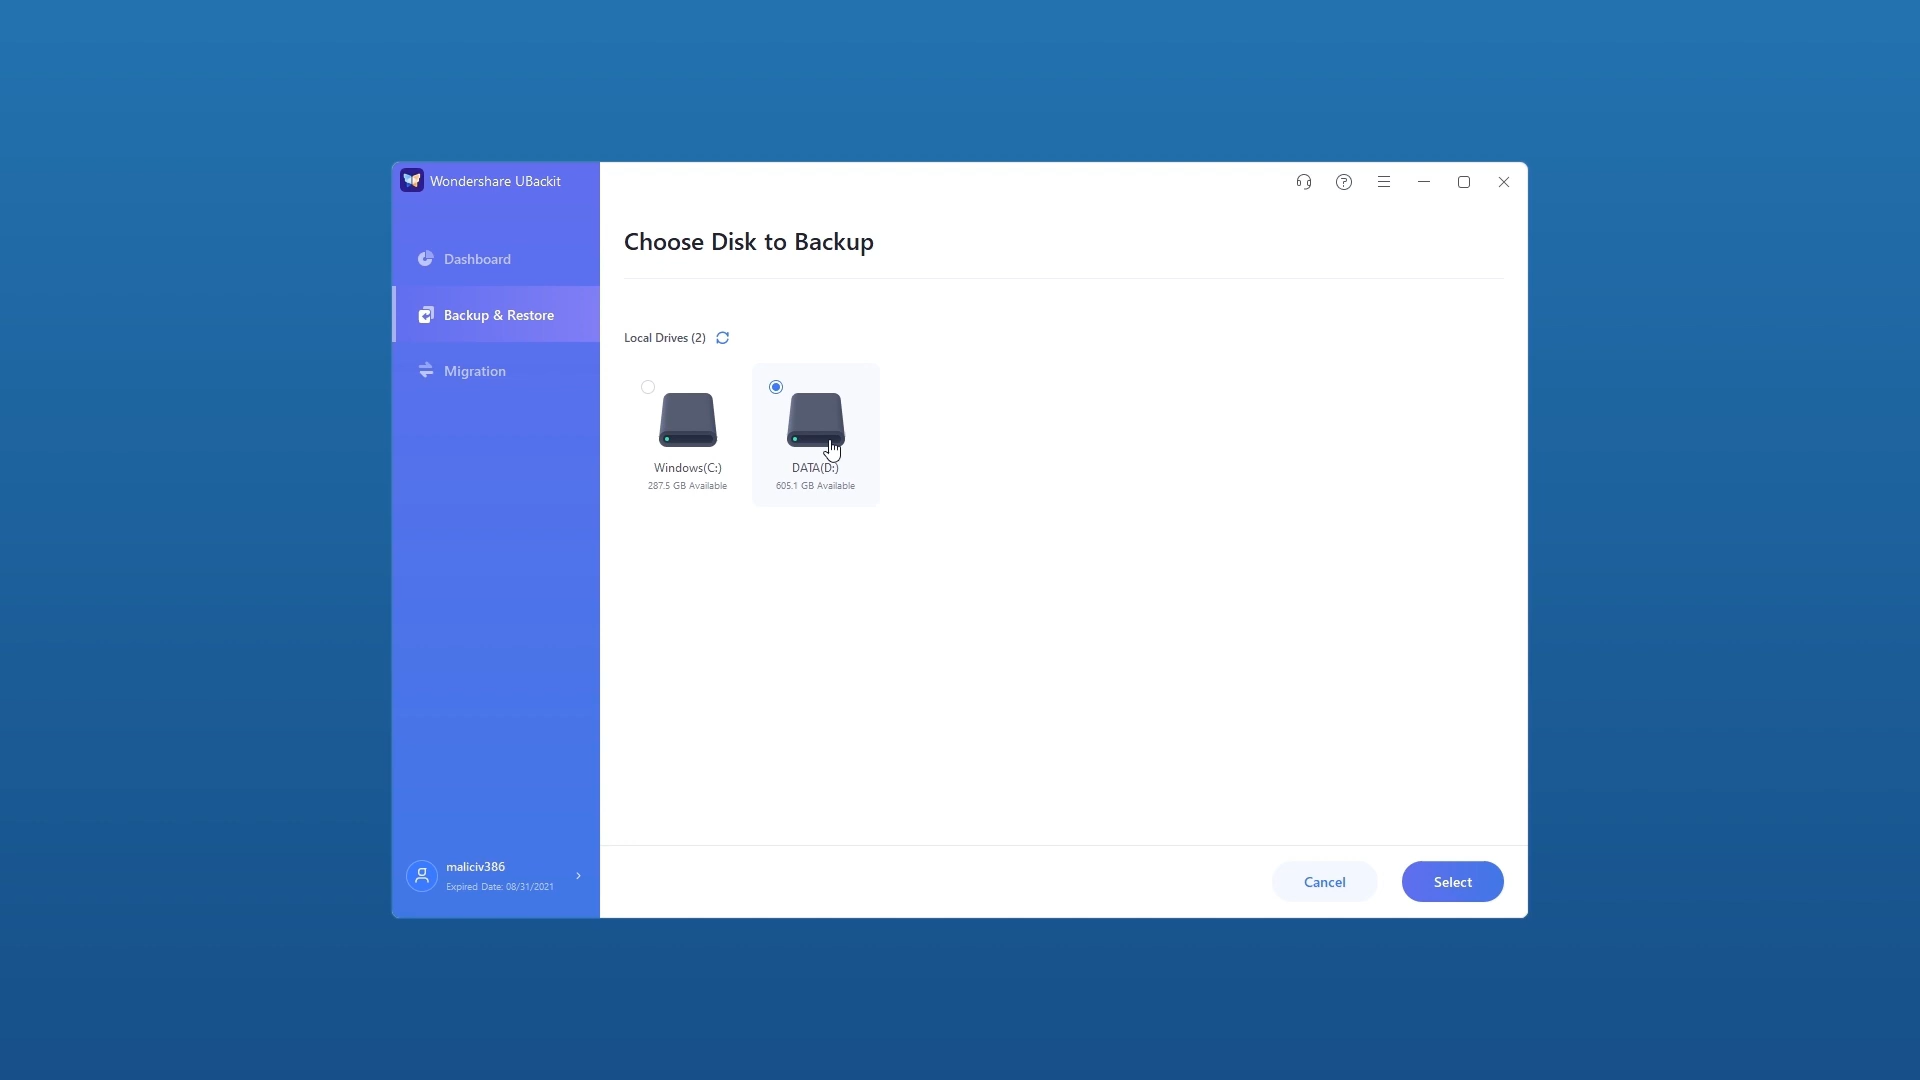 Wondershare UBackit
Dashboard
Backup & Restore
Migration
Choose Disk to Backup
Local Drives (2)
Windows(C:)
287.5 GB Available
DATA(D:)
605.1 GB Available
maliciv386
Expired Date: 08/31/2021
Cancel
Select